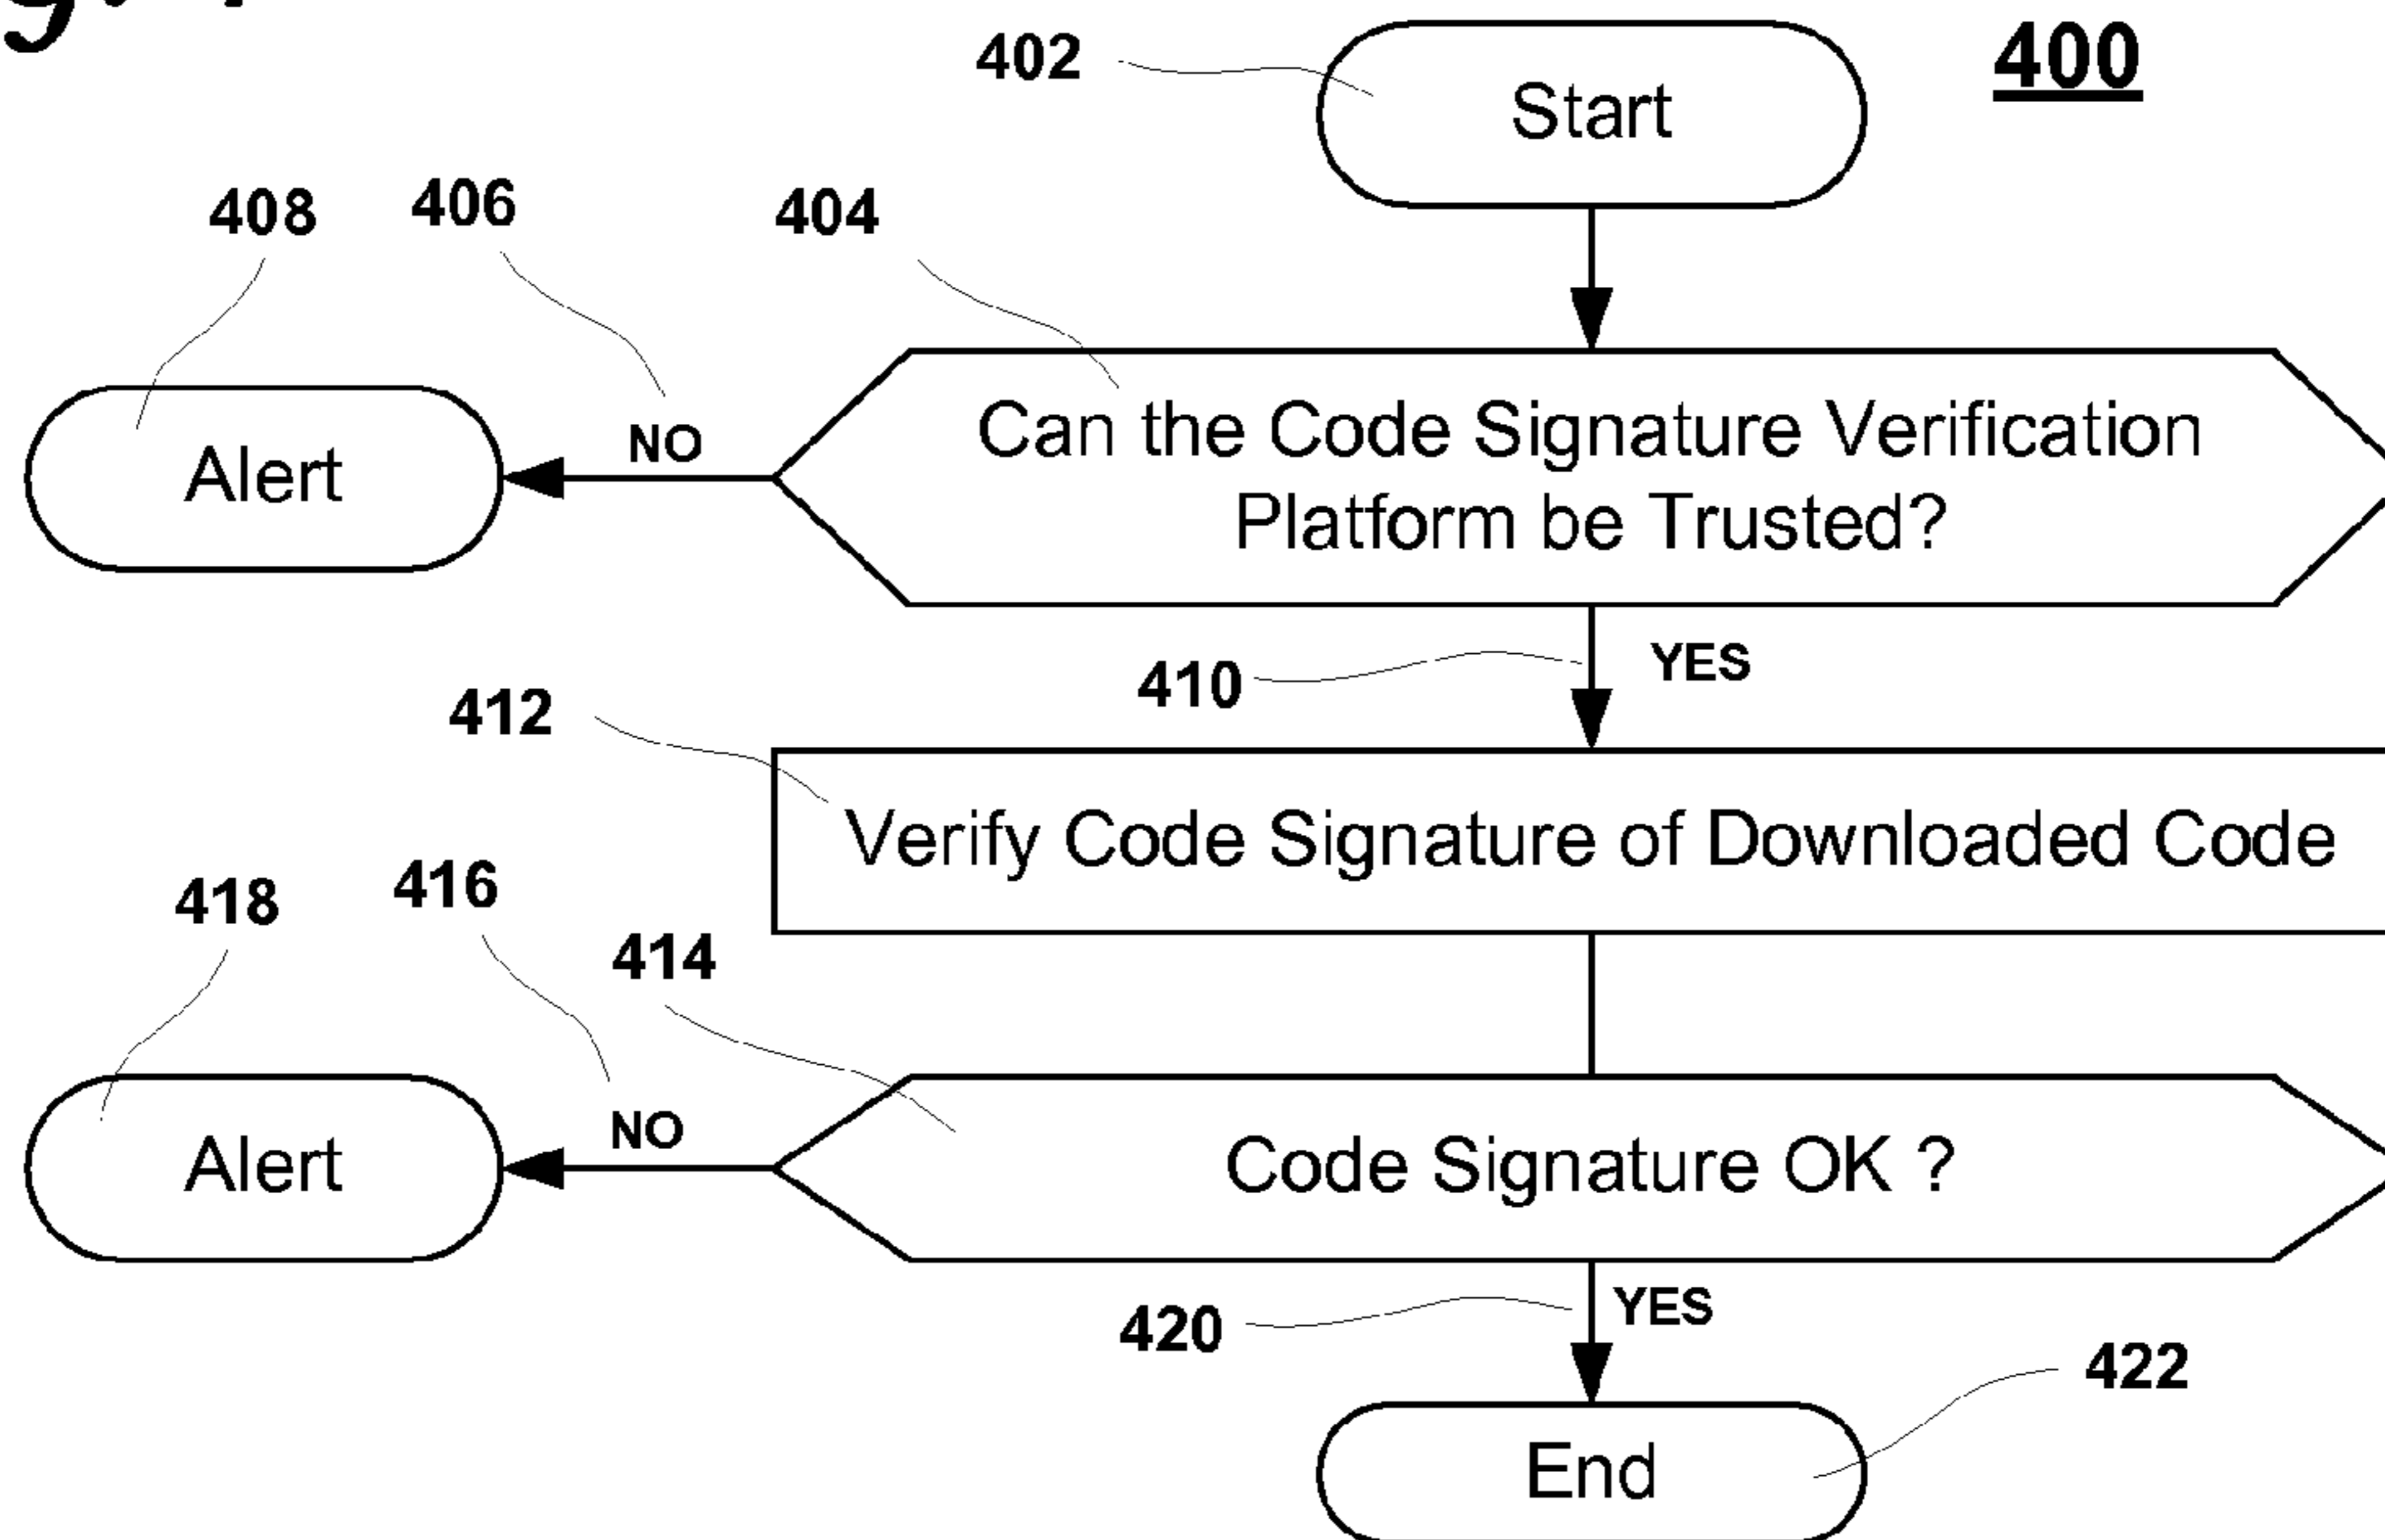 402
Start
400
408
406
404
Alert
NO
Can the Code Signature Verification
Platform be Trusted?
410
YES
412
Verify Code Signature of Downloaded Code
418
416
414
Alert
NO
Code Signature OK ?
420
YES
422
End